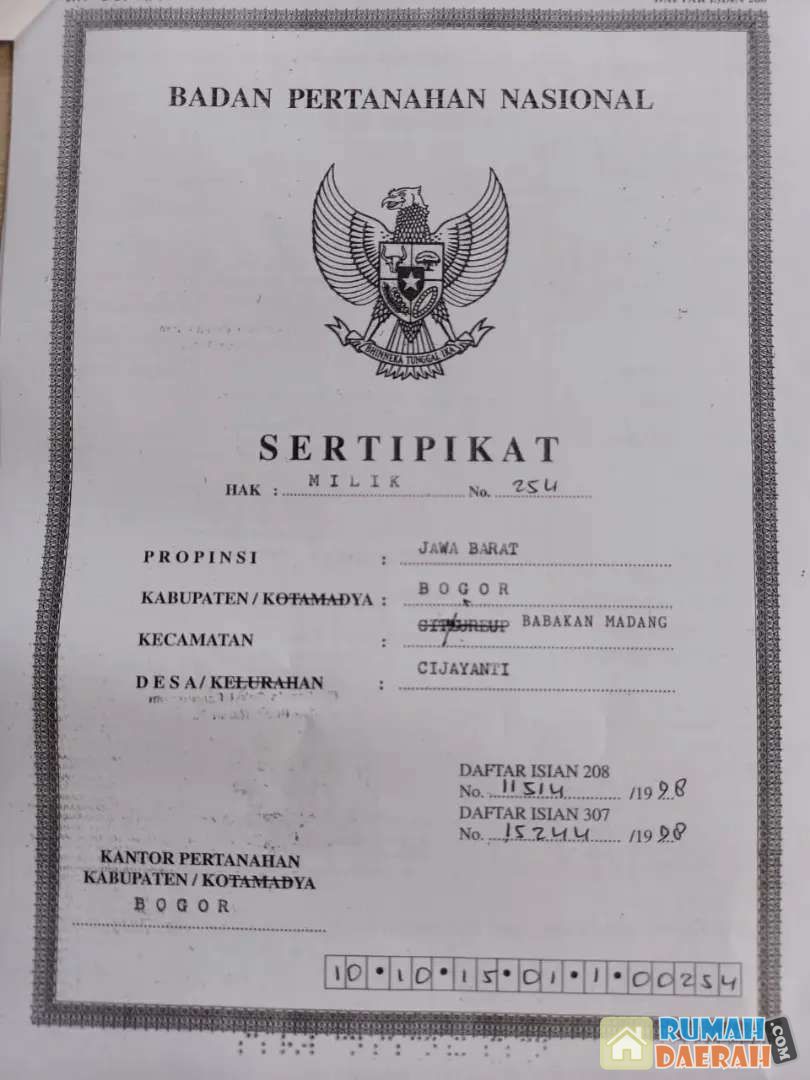 BADAN PERTANAHAN NASIONAL
BHINNEKA TUNGGAL IKA
SERTIPIKAT
HAK : MILIK No. 254
PROPINSI : JAWA BARAT
KABUPATEN / KOTAMADYA : BOGOR
KECAMATAN : CITEUREUP BABAKAN MADANG
DESA / KELURAHAN : CIJAYANTI
DAFTAR ISIAN 208
No. 11514 /1998
DAFTAR ISIAN 307
No. 15244 /1998
KANTOR PERTANAHAN
KABUPATEN / KOTAMADYA
BOGOR
10 • 10 • 15 • 01 • 1 • 00254
RUMAH
DAERAH
.COM